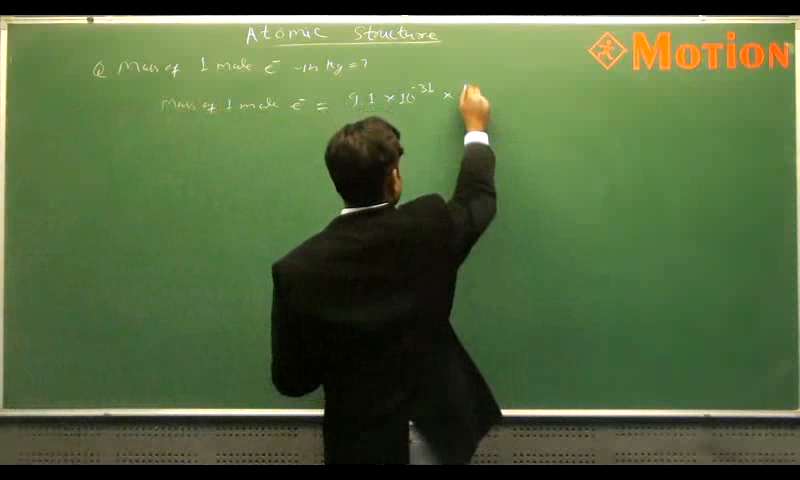 Atomic Structure
MOTION
Q Mass of 1 mole e⁻ in kg = ?
Mass of 1 mole e⁻ = 9.1 × 10⁻³¹ ×